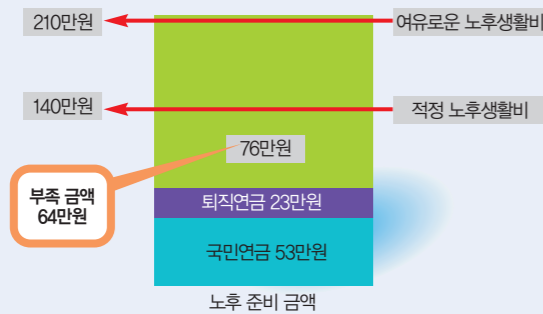 210만원
여유로운 노후생활비
140만원
적정 노후생활비
76만원
부족 금액
64만원
퇴직연금 23만원
국민연금 53만원
노후 준비 금액